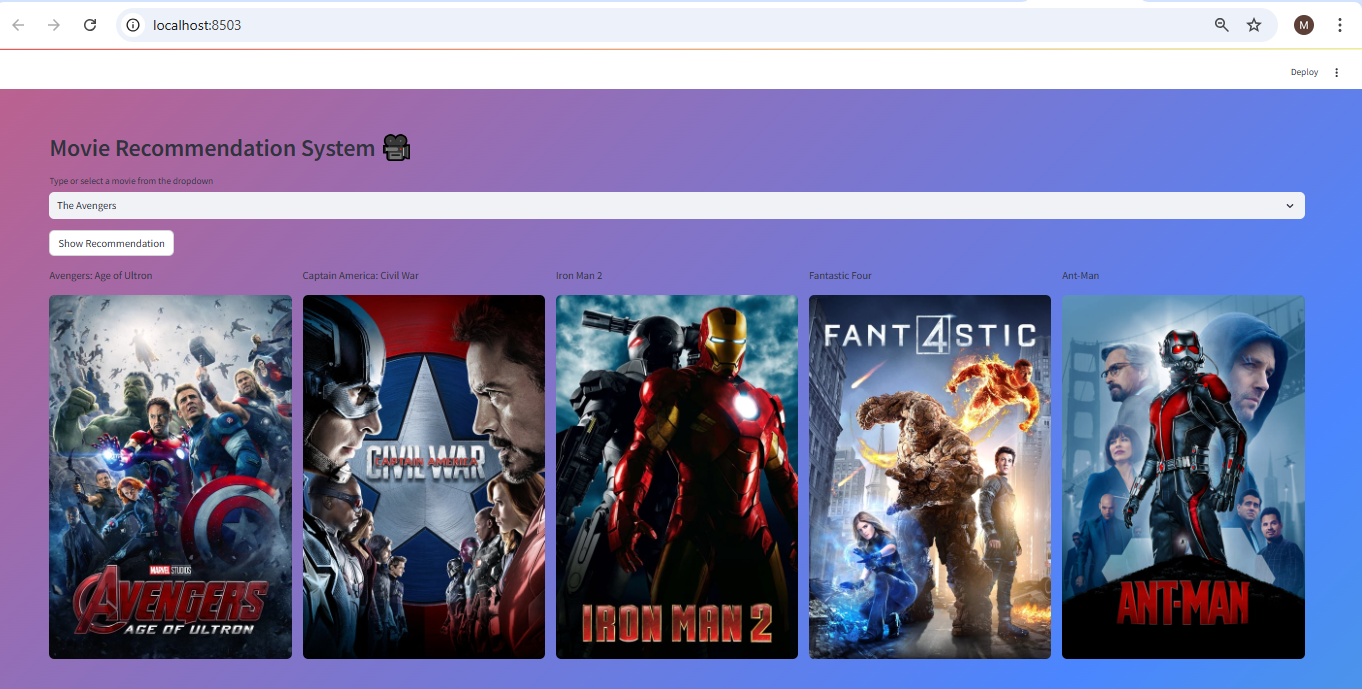 localhost:8503
M
Deploy
Movie Recommendation System
Type or select a movie from the dropdown
The Avengers
Show Recommendation
Avengers: Age of Ultron
Captain America: Civil War
Iron Man 2
Fantastic Four
Ant-Man
MARVEL STUDIOS
AVENGERS
AGE OF ULTRON
CAPTAIN AMERICA
CIVIL WAR
IRON MAN 2
FANT4STIC
ANT-MAN